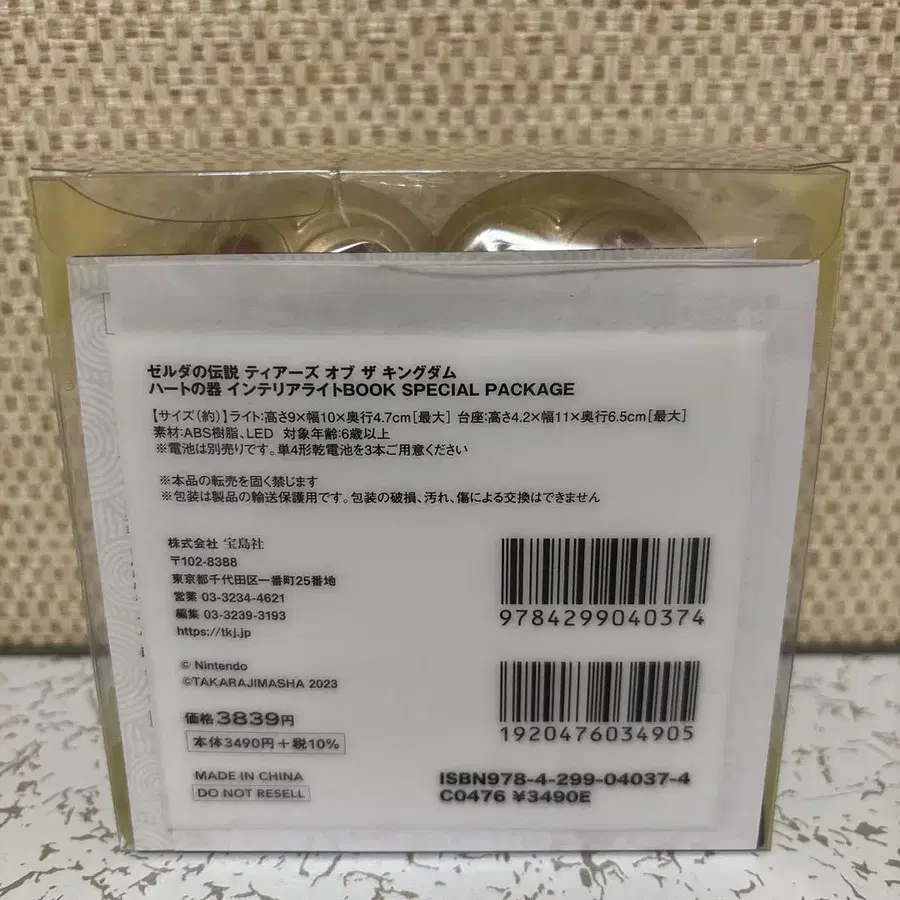 ゼルダの伝説 ティアーズ オブ ザ キングダム
ハートの器 インテリアライトBOOK SPECIAL PACKAGE
【サイズ（約）】ライト：高さ9×幅10×奥行4.7cm［最大］ 台座：高さ4.2×幅11×奥行6.5cm［最大］
素材：ABS樹脂、LED 対象年齢：6歳以上
※電池は別売りです。単4形乾電池を3本ご用意ください
※本品の転売を固く禁じます
※包装は製品の輸送保護用です。包装の破損、汚れ、傷による交換はできません
株式会社 宝島社
〒102-8388
東京都千代田区一番町25番地
営業 03-3234-4621
編集 03-3239-3193
https://tkj.jp
© Nintendo
©TAKARAJIMASHA 2023
価格3839円
本体3490円＋税10%
MADE IN CHINA
DO NOT RESELL
9784299040374
1920476034905
ISBN978-4-299-04037-4
C0476 ¥3490E